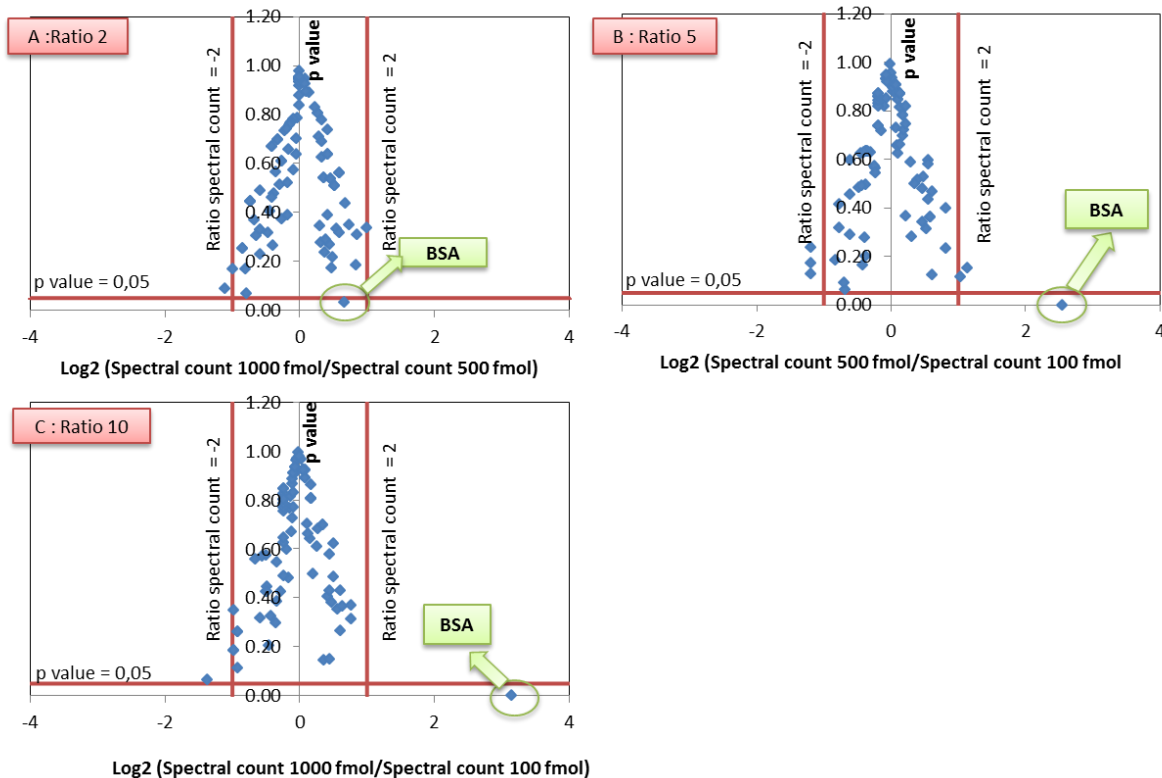 A :Ratio 2
1.20
1.00
0.80
0.60
0.40
0.20
0.00
p value
Ratio spectral count = -2
Ratio spectral count = 2
BSA
p value = 0,05
-4
-2
0
2
4
Log2 (Spectral count 1000 fmol/Spectral count 500 fmol)
B : Ratio 5
1.20
1.00
0.80
0.60
0.40
0.20
0.00
p value
Ratio spectral count = -2
Ratio spectral count = 2
BSA
p value = 0,05
-4
-2
0
2
4
Log2 (Spectral count 500 fmol/Spectral count 100 fmol
C : Ratio 10
1.20
1.00
0.80
0.60
0.40
0.20
0.00
p value
Ratio spectral count = -2
Ratio spectral count = 2
BSA
p value = 0,05
-4
-2
0
2
4
Log2 (Spectral count 1000 fmol/Spectral count 100 fmol)